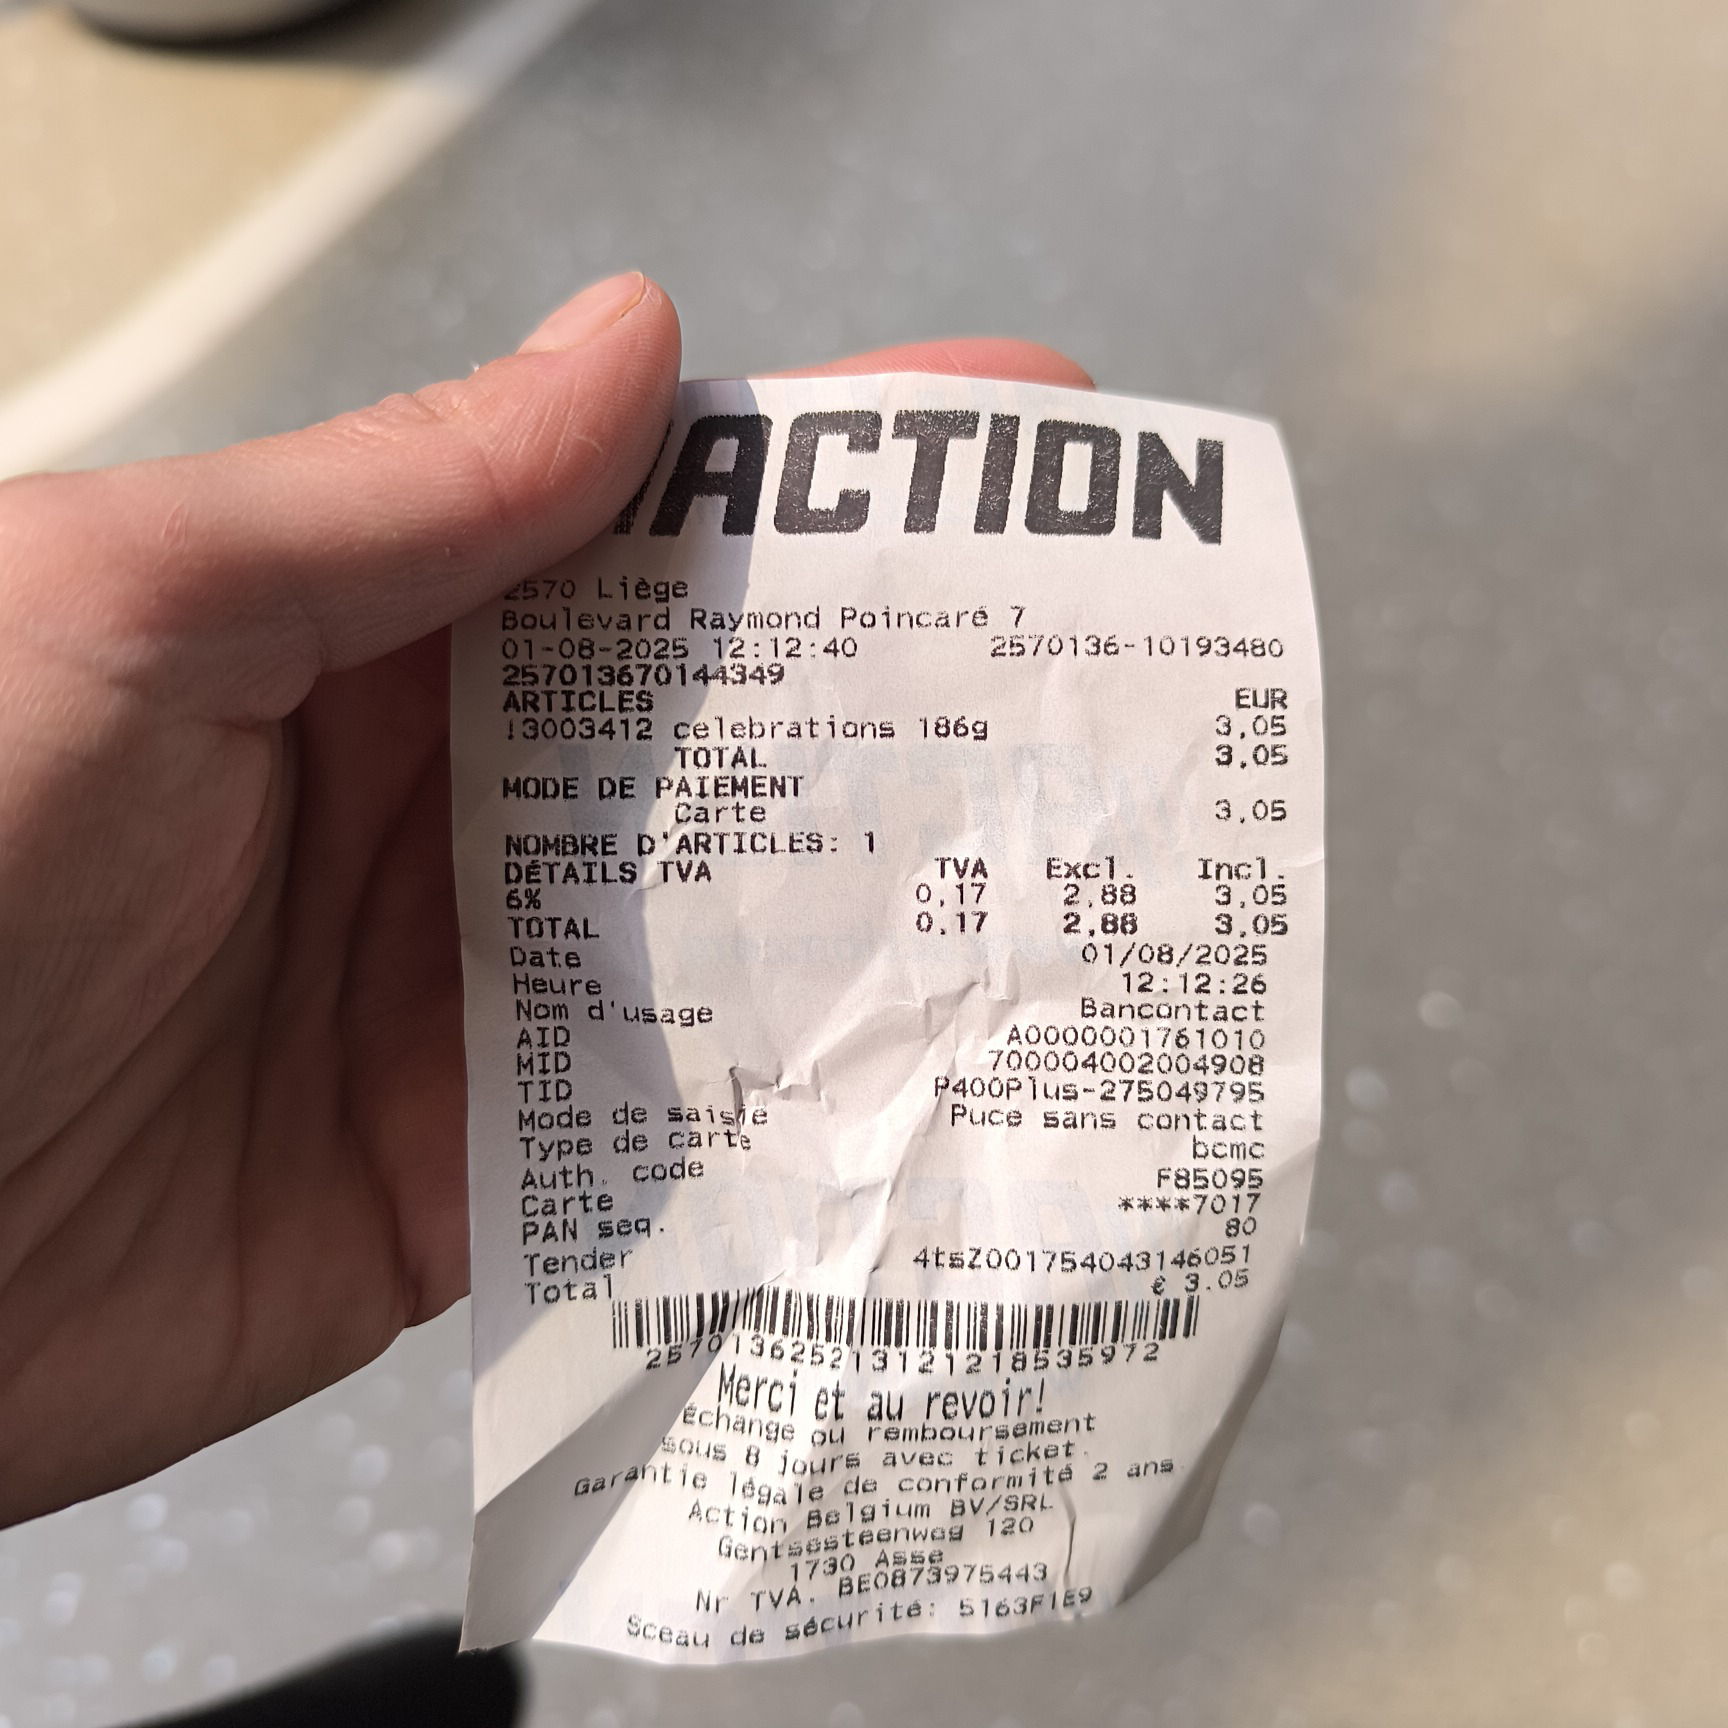 ACTION
2570 Liège
Boulevard Raymond Poincaré 7
01-08-2025 12:12:40 2570136-10193480
257013670144349
ARTICLES EUR
!3003412 celebrations 186g 3,05
TOTAL 3,05
MODE DE PAIEMENT
Carte 3,05
NOMBRE D'ARTICLES: 1
DÉTAILS TVA TVA Excl. Incl.
6% 0,17 2,88 3,05
TOTAL 0,17 2,88 3,05
Date 01/08/2025
Heure 12:12:26
Nom d'usage Bancontact
AID A0000001761010
MID 700004002004908
TID P400Plus-275049795
Mode de saisie Puce sans contact
Type de carte bcmc
Auth. code F85095
Carte ****7017
PAN seq. 80
Tender 4tsZ001754043146051
Total € 3.05
257013625213121218535972
Merci et au revoir!
Échange ou remboursement
sous 8 jours avec ticket.
Garantie légale de conformité 2 ans.
Action Belgium BV/SRL
Gentsesteenweg 120
1730 Asse
Nr TVA. BE0873975443
Sceau de sécurité: 5163F1E9